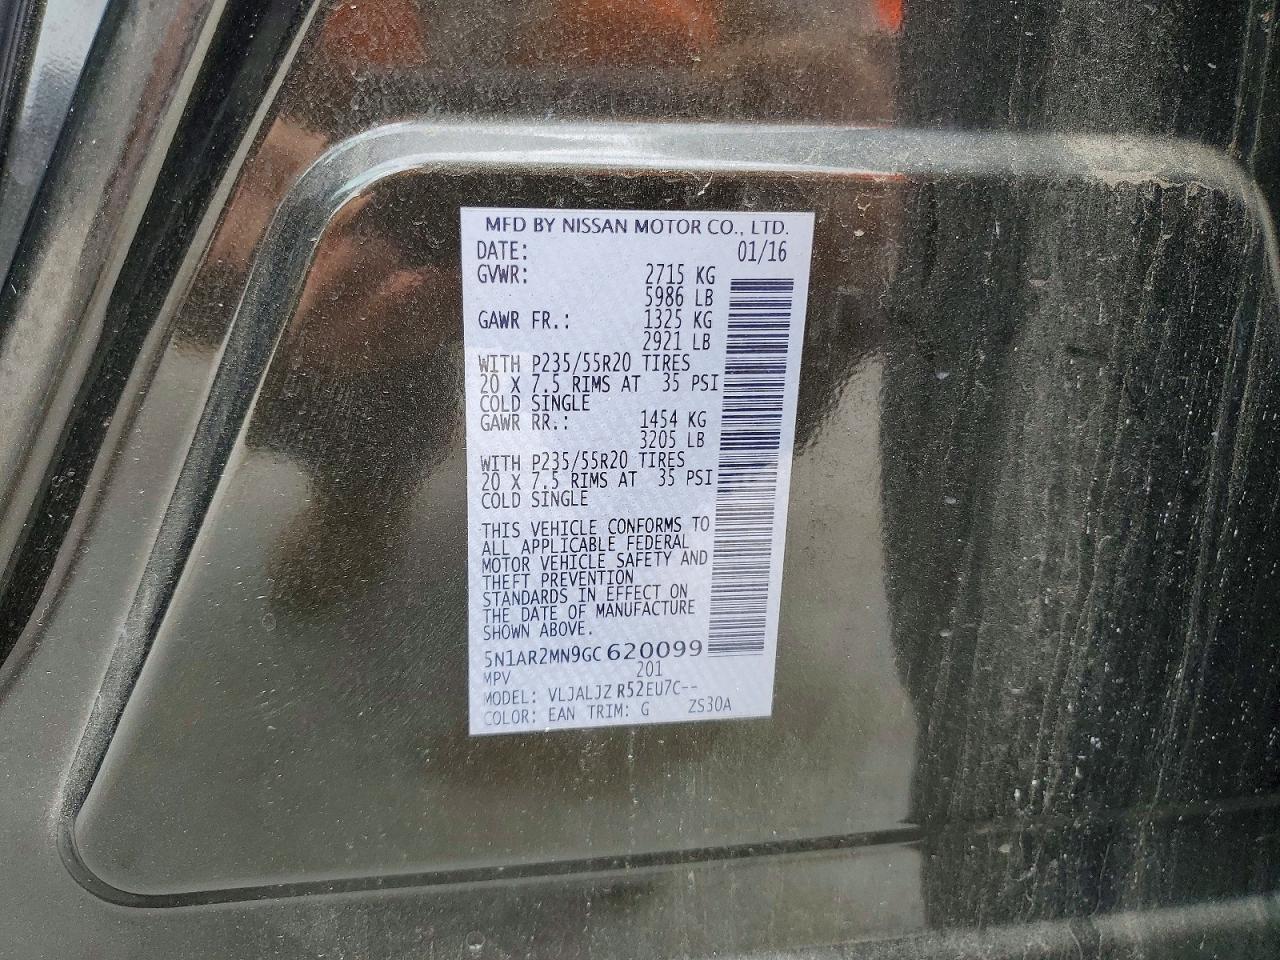 MFD BY NISSAN MOTOR CO., LTD.
DATE: 01/16
GVWR: 2715 KG
5986 LB
GAWR FR.: 1325 KG
2921 LB
WITH P235/55R20 TIRES
20 X 7.5 RIMS AT 35 PSI
COLD SINGLE
GAWR RR.: 1454 KG
3205 LB
WITH P235/55R20 TIRES
20 X 7.5 RIMS AT 35 PSI
COLD SINGLE
THIS VEHICLE CONFORMS TO
ALL APPLICABLE FEDERAL
MOTOR VEHICLE SAFETY AND
THEFT PREVENTION
STANDARDS IN EFFECT ON
THE DATE OF MANUFACTURE
SHOWN ABOVE.
5N1AR2MN9GC620099
MPV 201
MODEL: VLJALJZ R52EU7C--
COLOR: EAN TRIM: G ZS30A